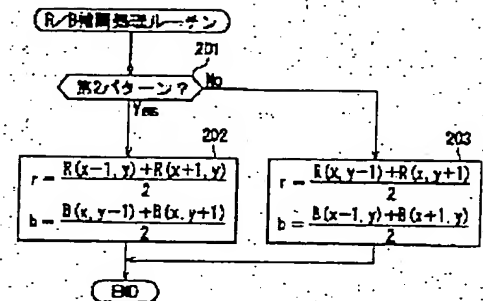 R/B補間処理ルーチン
201
第2パターン?
No
Yes
202
r = R(x-1, y) + R(x+1, y) / 2
b = B(x, y-1) + B(x, y+1) / 2
203
r = R(x, y-1) + R(x, y+1) / 2
b = B(x-1, y) + B(x+1, y) / 2
END